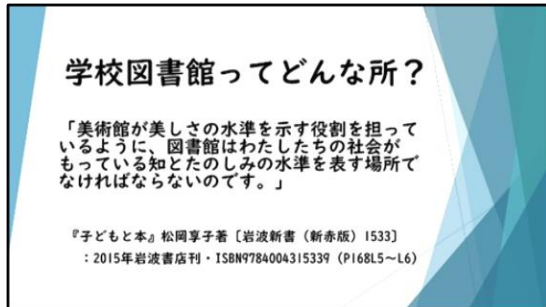 学校図書館ってどんな所？
「美術館が美しさの水準を示す役割を担って
いるように、図書館はわたしたちの社会が
もっている知とたのしみの水準を表す場所で
なければならないのです。」
『子どもと本』松岡享子著［岩波新書（新赤版）1533］
：2015年岩波書店刊・ISBN9784004315339（P168L5～L6）